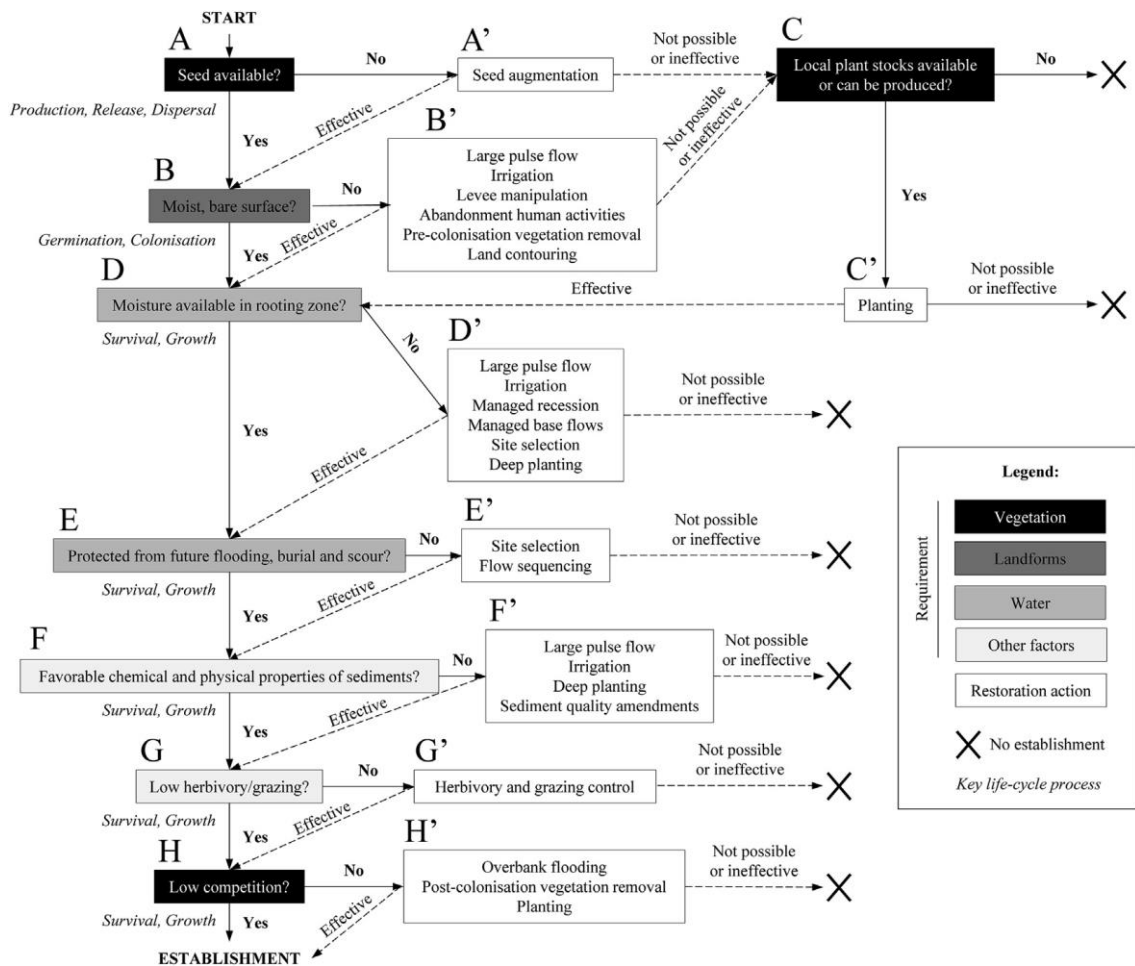 START
A
Seed available?
No
A’
Seed augmentation
Not possible
or ineffective
C
Local plant stocks available
or can be produced?
No
Production, Release, Dispersal
Yes
Effective
B’
Not possible
or ineffective
B
Moist, bare surface?
No
Large pulse flow
Irrigation
Levee manipulation
Abandonment human activities
Pre-colonisation vegetation removal
Land contouring
Yes
Germination, Colonisation
Yes
Effective
D
Moisture available in rooting zone?
Effective
C’
Planting
Not possible
or ineffective
Survival, Growth
No
D’
Large pulse flow
Irrigation
Managed recession
Managed base flows
Site selection
Deep planting
Not possible
or ineffective
Yes
Effective
E
Protected from future flooding, burial and scour?
No
E’
Site selection
Flow sequencing
Not possible
or ineffective
Survival, Growth
Yes
Effective
F
Favorable chemical and physical properties of sediments?
No
F’
Large pulse flow
Irrigation
Deep planting
Sediment quality amendments
Not possible
or ineffective
Survival, Growth
Yes
Effective
G
Low herbivory/grazing?
No
G’
Herbivory and grazing control
Not possible
or ineffective
Survival, Growth
Yes
Effective
H
Low competition?
No
H’
Overbank flooding
Post-colonisation vegetation removal
Planting
Not possible
or ineffective
Survival, Growth
Yes
Effective
ESTABLISHMENT
Legend:
Requirement
Vegetation
Landforms
Water
Other factors
Restoration action
No establishment
Key life-cycle process